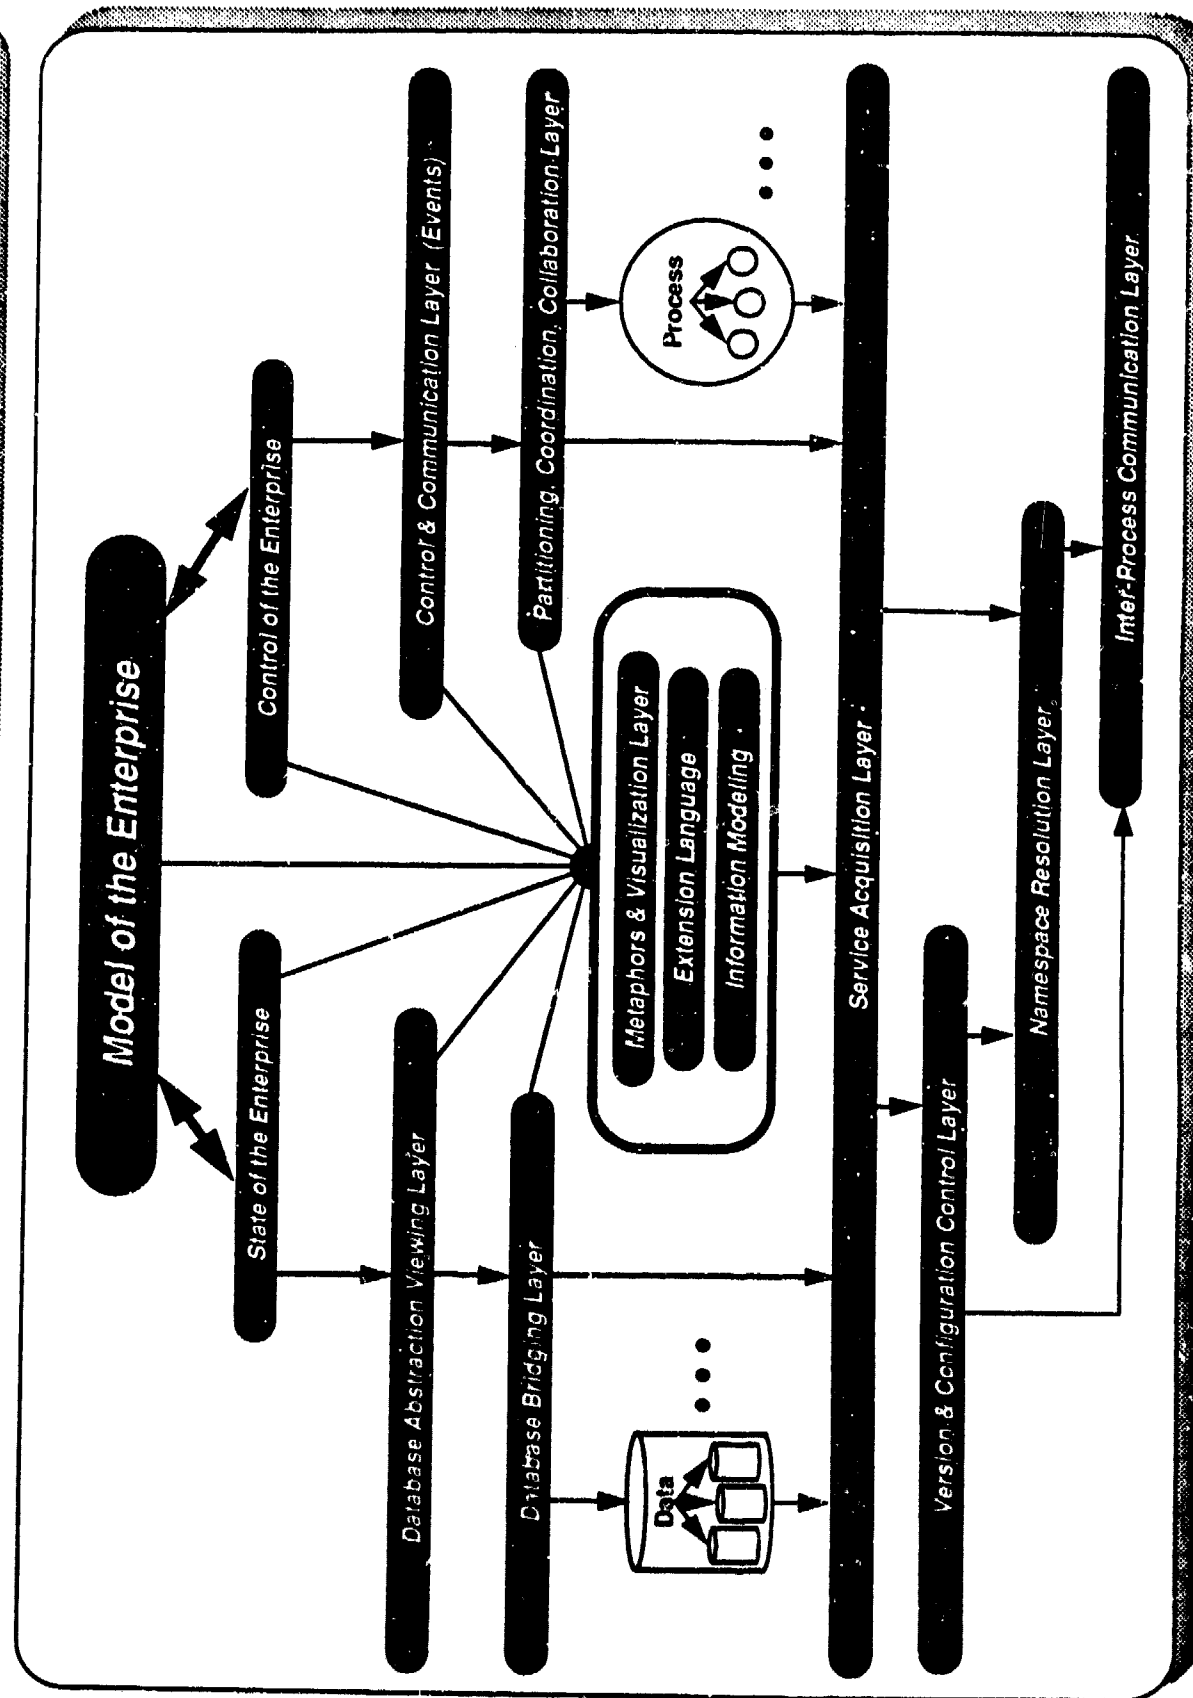 Model of the Enterprise
State of the Enterprise
Control of the Enterprise
Database Abstraction Viewing Layer
Control & Communication Layer (Events)
Database Bridging Layer
Partitioning, Coordination, Collaboration Layer
Data
Metaphors & Visualization Layer
Extension Language
Information Modeling
Process
Service Acquisition Layer
Version & Configuration Control Layer
Namespace Resolution Layer
Inter-Process Communication Layer